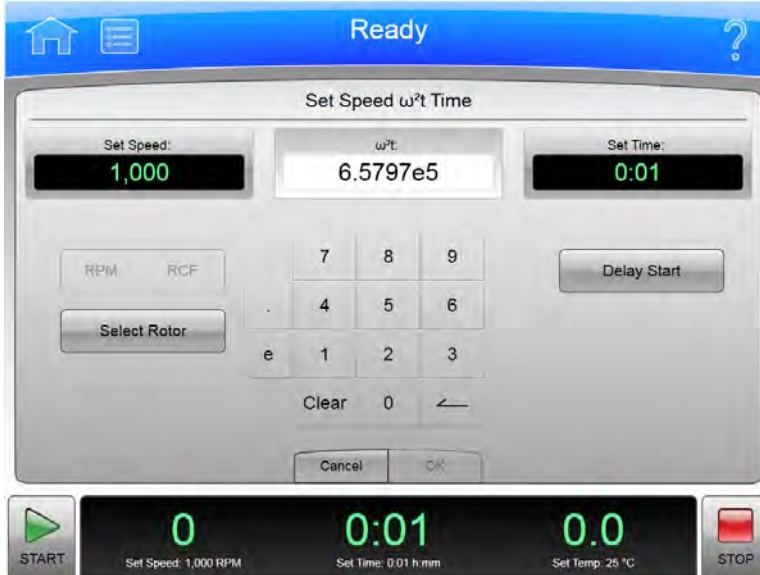 Ready
?
Set Speed ω²t Time
Set Speed:
1,000
ω²t:
6.5797e5
Set Time:
0:01
RPM RCF
Select Rotor
7 8 9
. 4 5 6
e 1 2 3
Clear 0
Delay Start
Cancel OK
START
0
Set Speed: 1,000 RPM
0:01
Set Time: 0:01 h:mm
0.0
Set Temp: 25 °C
STOP